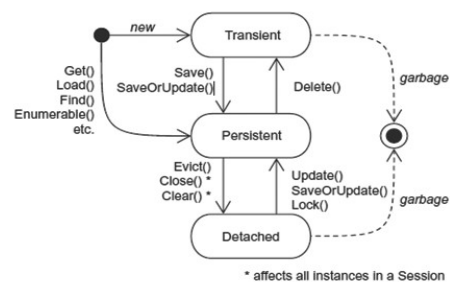 new
Transient
Get()
Load()
Find()
Enumerable()
etc.
Save()
SaveOrUpdate()
Delete()
garbage
Persistent
Evict()
Close() *
Clear() *
Update()
SaveOrUpdate()
Lock()
garbage
Detached
* affects all instances in a Session